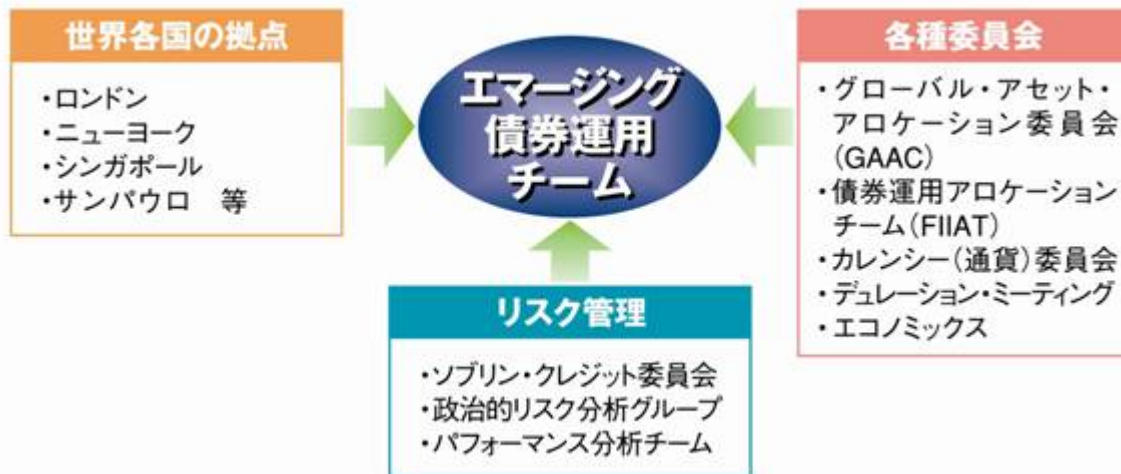 世界各国の拠点
・ロンドン
・ニューヨーク
・シンガポール
・サンパウロ 等
エマージング
債券運用
チーム
各種委員会
・グローバル・アセット・
アロケーション委員会
(GAAC)
・債券運用アロケーション
チーム(FIIAT)
・カレンシー(通貨)委員会
・デュレーション・ミーティング
・エコノミックス
リスク管理
・ソブリン・クレジット委員会
・政治的リスク分析グループ
・パフォーマンス分析チーム